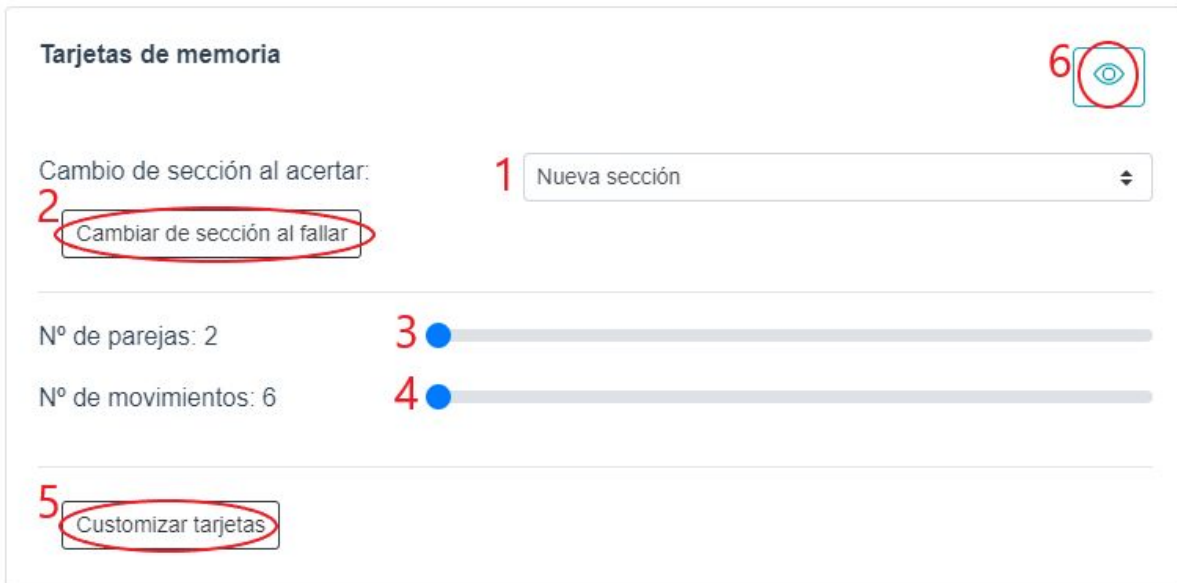 Tarjetas de memoria
6
Cambio de sección al acertar:
1
Nueva sección
2
Cambiar de sección al fallar
Nº de parejas: 2
3
Nº de movimientos: 6
4
5
Customizar tarjetas